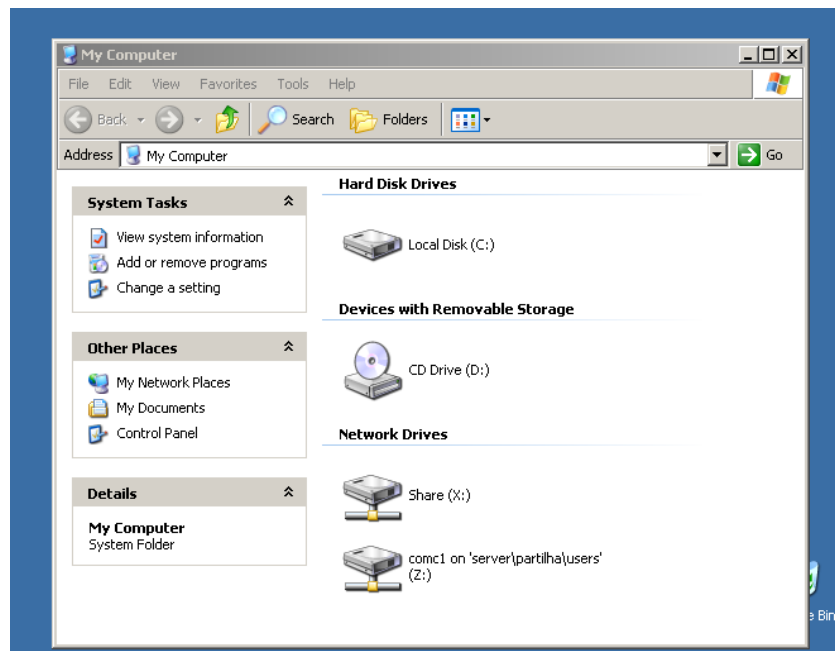 My Computer
File Edit View Favorites Tools Help
Back Search Folders
Address My Computer Go
System Tasks
View system information
Add or remove programs
Change a setting
Other Places
My Network Places
My Documents
Control Panel
Details
My Computer
System Folder
Hard Disk Drives
Local Disk (C:)
Devices with Removable Storage
CD Drive (D:)
Network Drives
Share (X:)
comc1 on 'server\partilha\users'
(Z:)
Bin